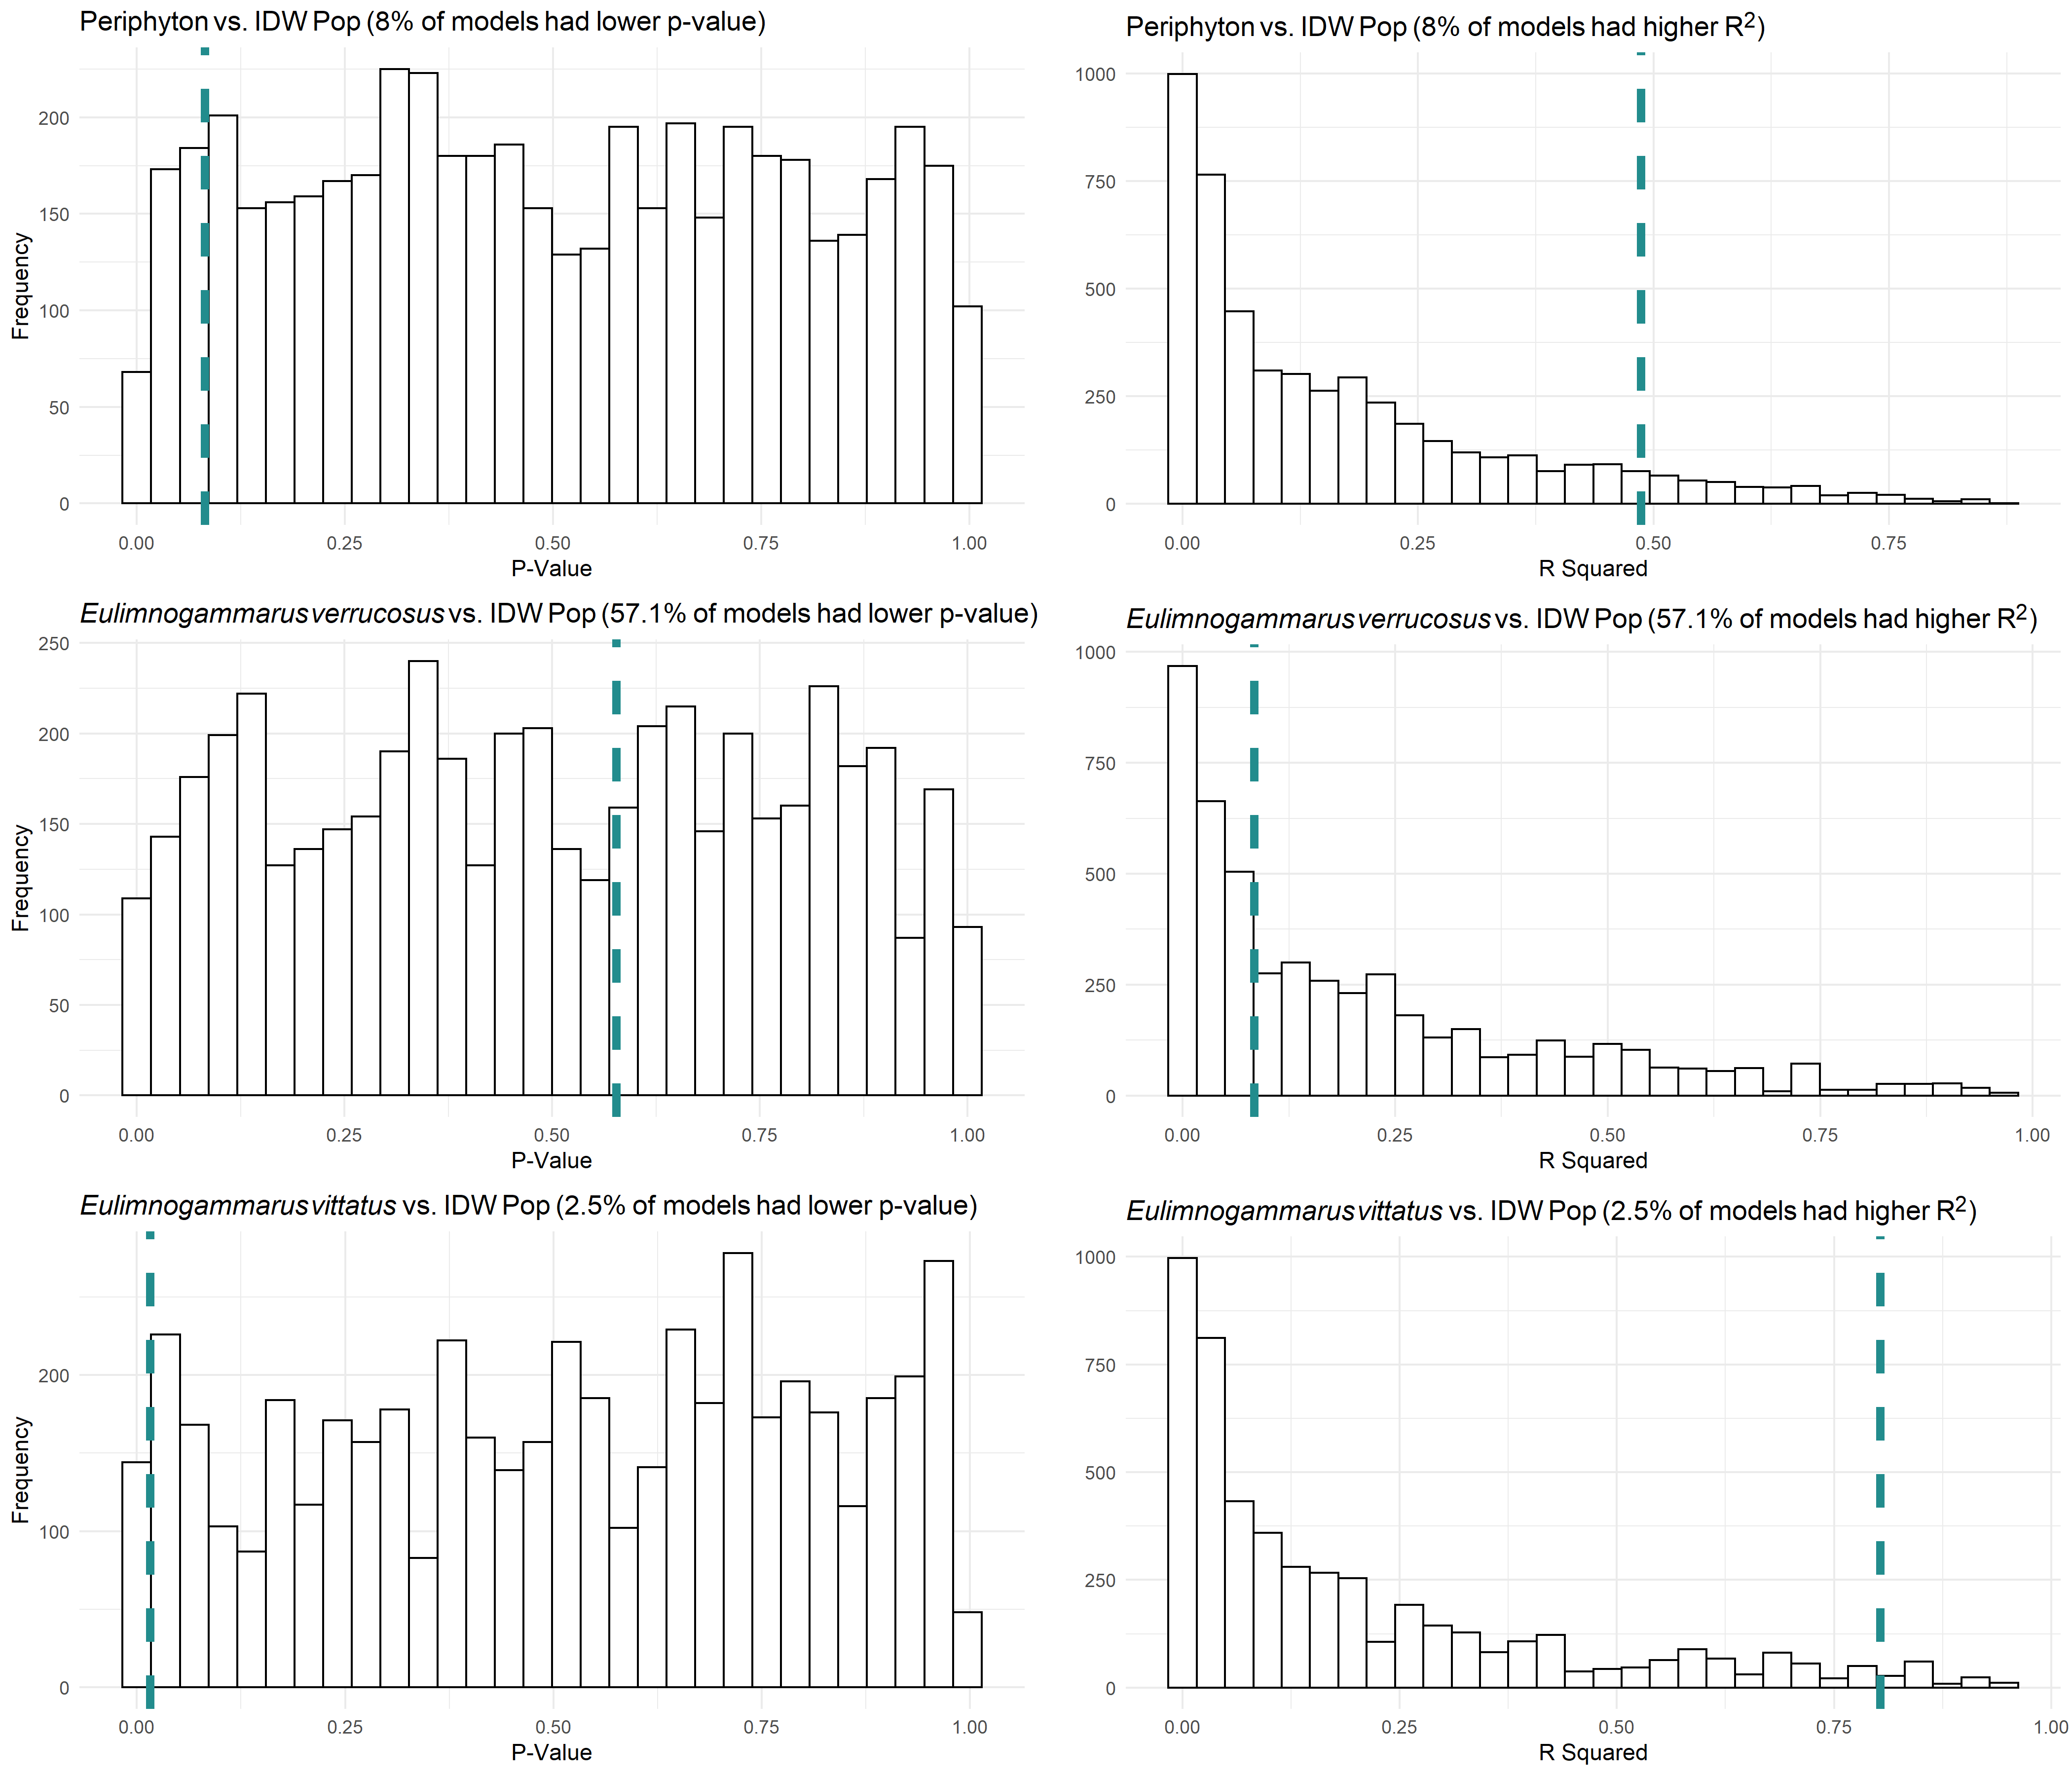 Periphyton vs. IDW Pop (8% of models had lower p-value)
Frequency
200
150
100
50
0
0.00 0.25 0.50 0.75 1.00
P-Value
Periphyton vs. IDW Pop (8% of models had higher R²)
1000
750
500
250
0
0.00 0.25 0.50 0.75
R Squared
Eulimnogammarus verrucosus vs. IDW Pop (57.1% of models had lower p-value)
Frequency
250
200
150
100
50
0
0.00 0.25 0.50 0.75 1.00
P-Value
Eulimnogammarus verrucosus vs. IDW Pop (57.1% of models had higher R²)
1000
750
500
250
0
0.00 0.25 0.50 0.75 1.00
R Squared
Eulimnogammarus vittatus vs. IDW Pop (2.5% of models had lower p-value)
Frequency
200
100
0
0.00 0.25 0.50 0.75 1.00
P-Value
Eulimnogammarus vittatus vs. IDW Pop (2.5% of models had higher R²)
1000
750
500
250
0
0.00 0.25 0.50 0.75 1.00
R Squared